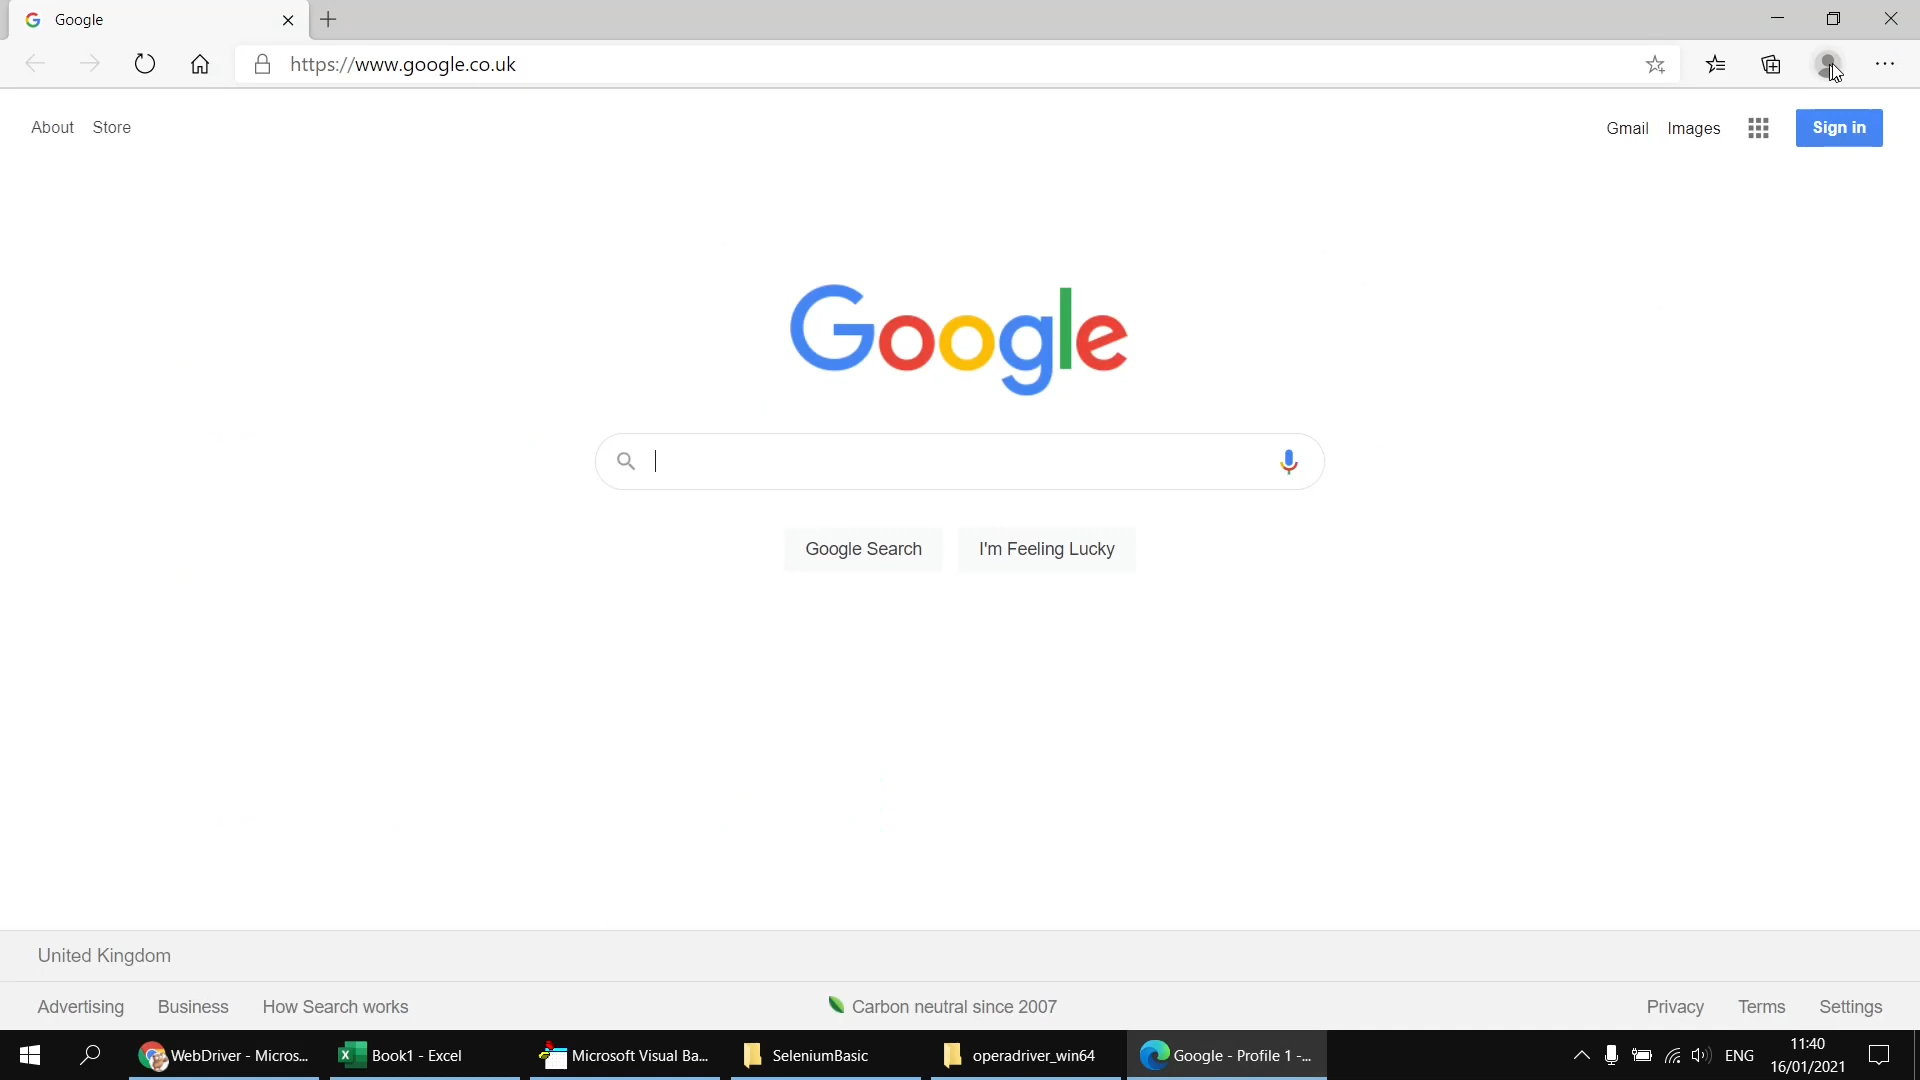 Google
https://www.google.co.uk
About Store
Gmail Images Sign in
Google
Google Search I'm Feeling Lucky
United Kingdom
Advertising Business How Search works Carbon neutral since 2007 Privacy Terms Settings
WebDriver - Micros... Book1 - Excel Microsoft Visual Ba... SeleniumBasic operadriver_win64 Google - Profile 1 -... ENG 11:40
16/01/2021